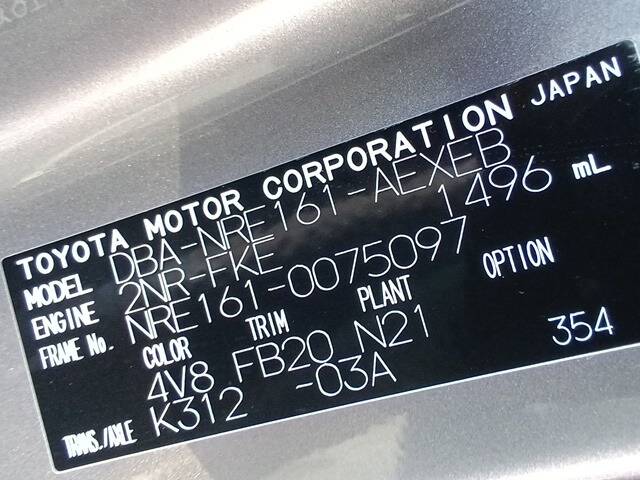 TOYOTA MOTOR CORPORATION JAPAN
MODEL DBA-NRE161-AEXEB
ENGINE 2NR-FKE 1496 mL
FRAME No. NRE161-0075097
COLOR TRIM PLANT OPTION
4V8 FB20 N21 354
TRANS./AXLE K312 -03A